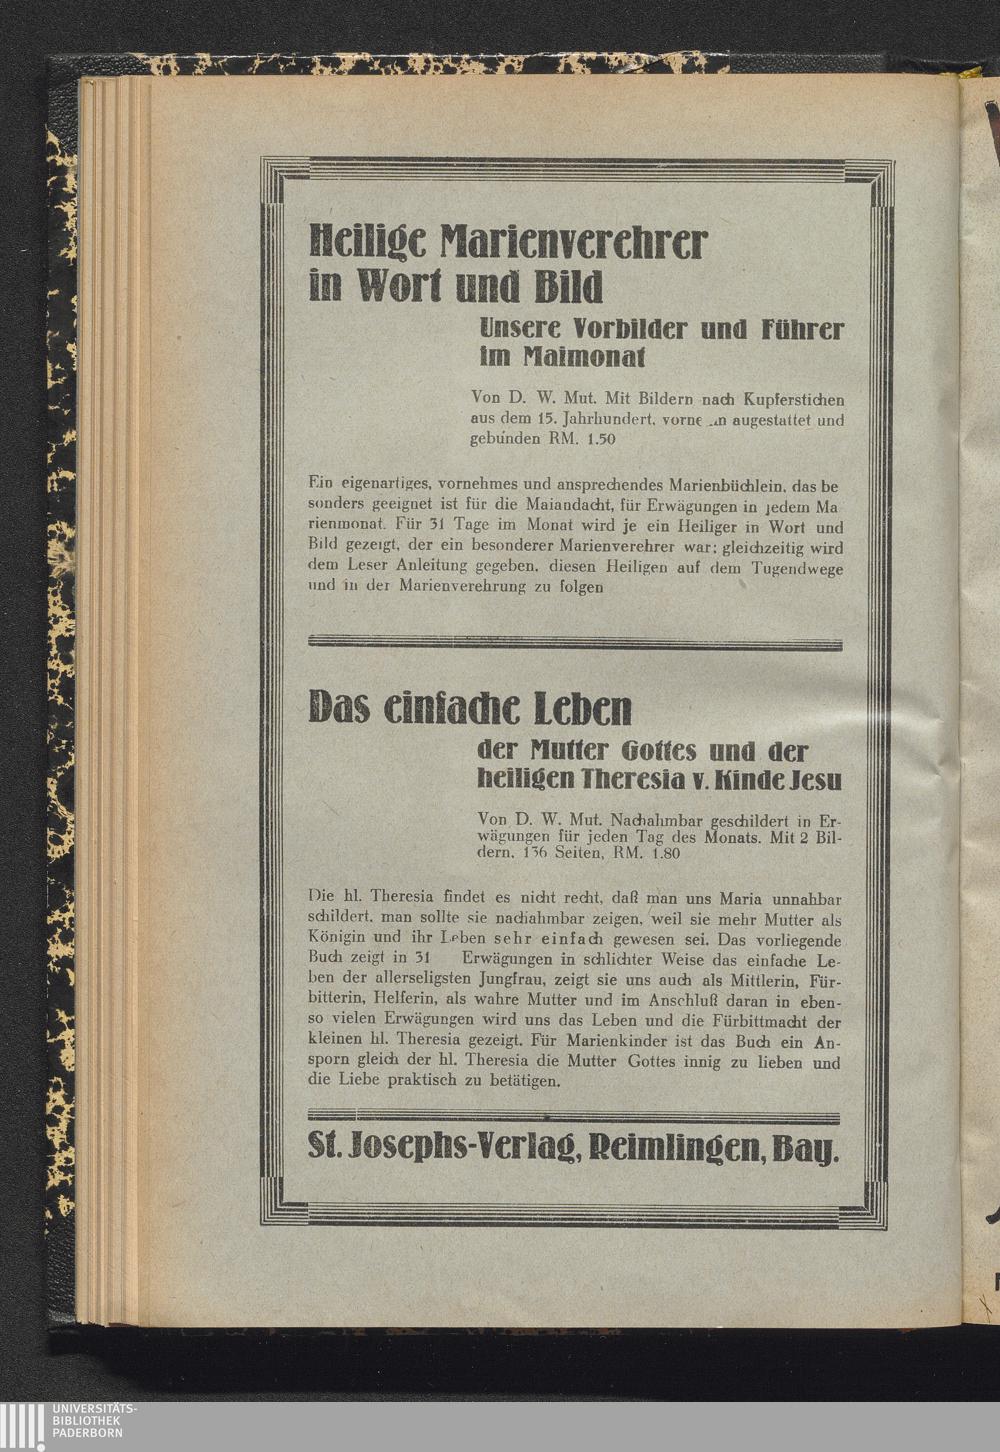 Heilige Marienverehrer
in Wort und Bild
Unsere Vorbilder und Führer
im Maimonat
Von D. W. Mut. Mit Bildern nach Kupferstichen
aus dem 15. Jahrhundert, augestattet und
gebunden RM. 1.50
Ein eigenartiges, vornehmes und ansprechendes Marienbüchlein, das be
sonders geeignet ist für die Maiandacht, für Erwägungen in jedem Ma
rienmonat. Für 31 Tage im Monat wird je ein Heiliger in Wort und
Bild gezeigt, der ein besonderer Marienverehrer war; gleichzeitig wird
dem Leser Anleitung gegeben, diesen Heiligen auf dem Tugendwege
und in der Marienverehrung zu folgen
Das einfache Leben
der Mutter Gottes und der
heiligen Theresia v. Kinde Jesu
Von D. W. Mut. Nachahmbar geschildert in Er-
wägungen für jeden Tag des Monats. Mit 2 Bil-
dern, 136 Seiten, RM. 1.80
Die hl. Theresia findet es nicht recht, daß man uns Maria unnahbar
schildert, man sollte sie nachahmbar zeigen, weil sie mehr Mutter als
Königin und ihr Leben sehr einfach gewesen sei. Das vorliegende
Buch zeigt in 31 Erwägungen in schlichter Weise das einfache Le-
ben der allerseligsten Jungfrau, zeigt sie uns auch als Mittlerin, Für-
bitterin, Helferin, als wahre Mutter und im Anschluß daran in eben-
so vielen Erwägungen wird uns das Leben und die Fürbittmacht der
kleinen hl. Theresia gezeigt. Für Marienkinder ist das Buch ein An-
sporn gleich der hl. Theresia die Mutter Gottes innig zu lieben und
die Liebe praktisch zu betätigen.
St. Josephs-Verlag, Reimlingen, Bay.
UNIVERSITÄTS-
BIBLIOTHEK
PADERBORN